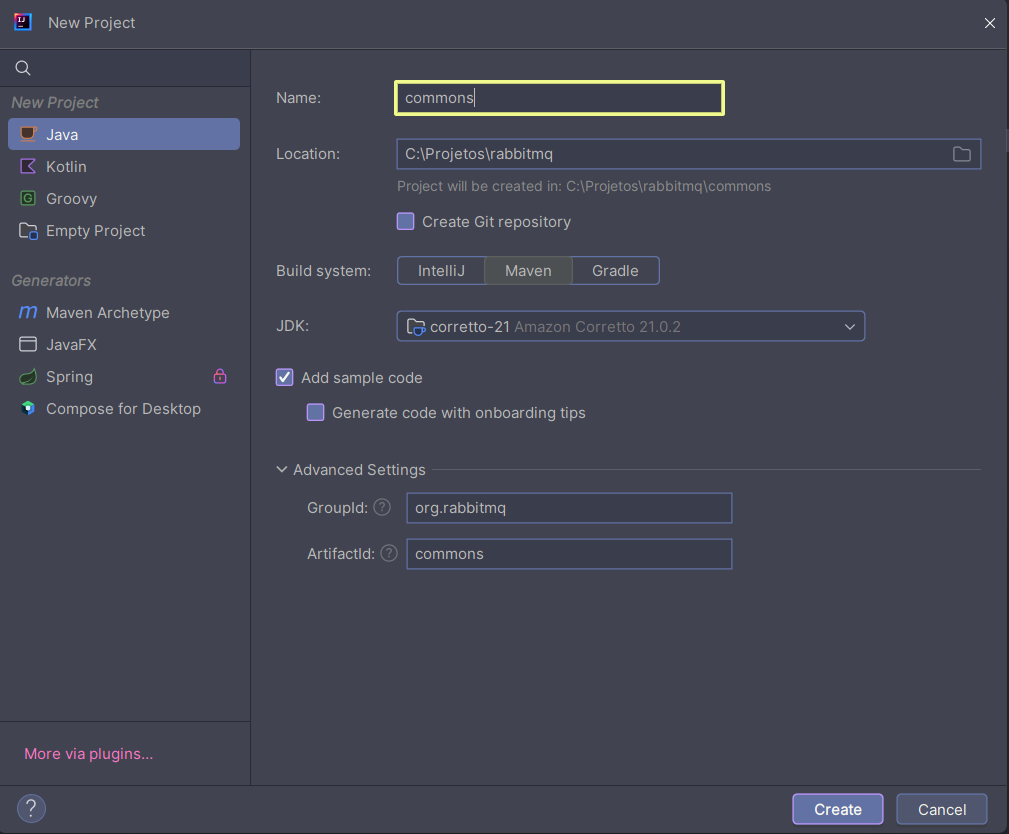 New Project
New Project
Java
Kotlin
Groovy
Empty Project
Generators
Maven Archetype
JavaFX
Spring
Compose for Desktop
More via plugins...
Name: commons
Location: C:\Projetos\rabbitmq
Project will be created in: C:\Projetos\rabbitmq\commons
Create Git repository
Build system: IntelliJ Maven Gradle
JDK: corretto-21 Amazon Corretto 21.0.2
Add sample code
Generate code with onboarding tips
Advanced Settings
GroupId: ? org.rabbitmq
ArtifactId: ? commons
? Create Cancel